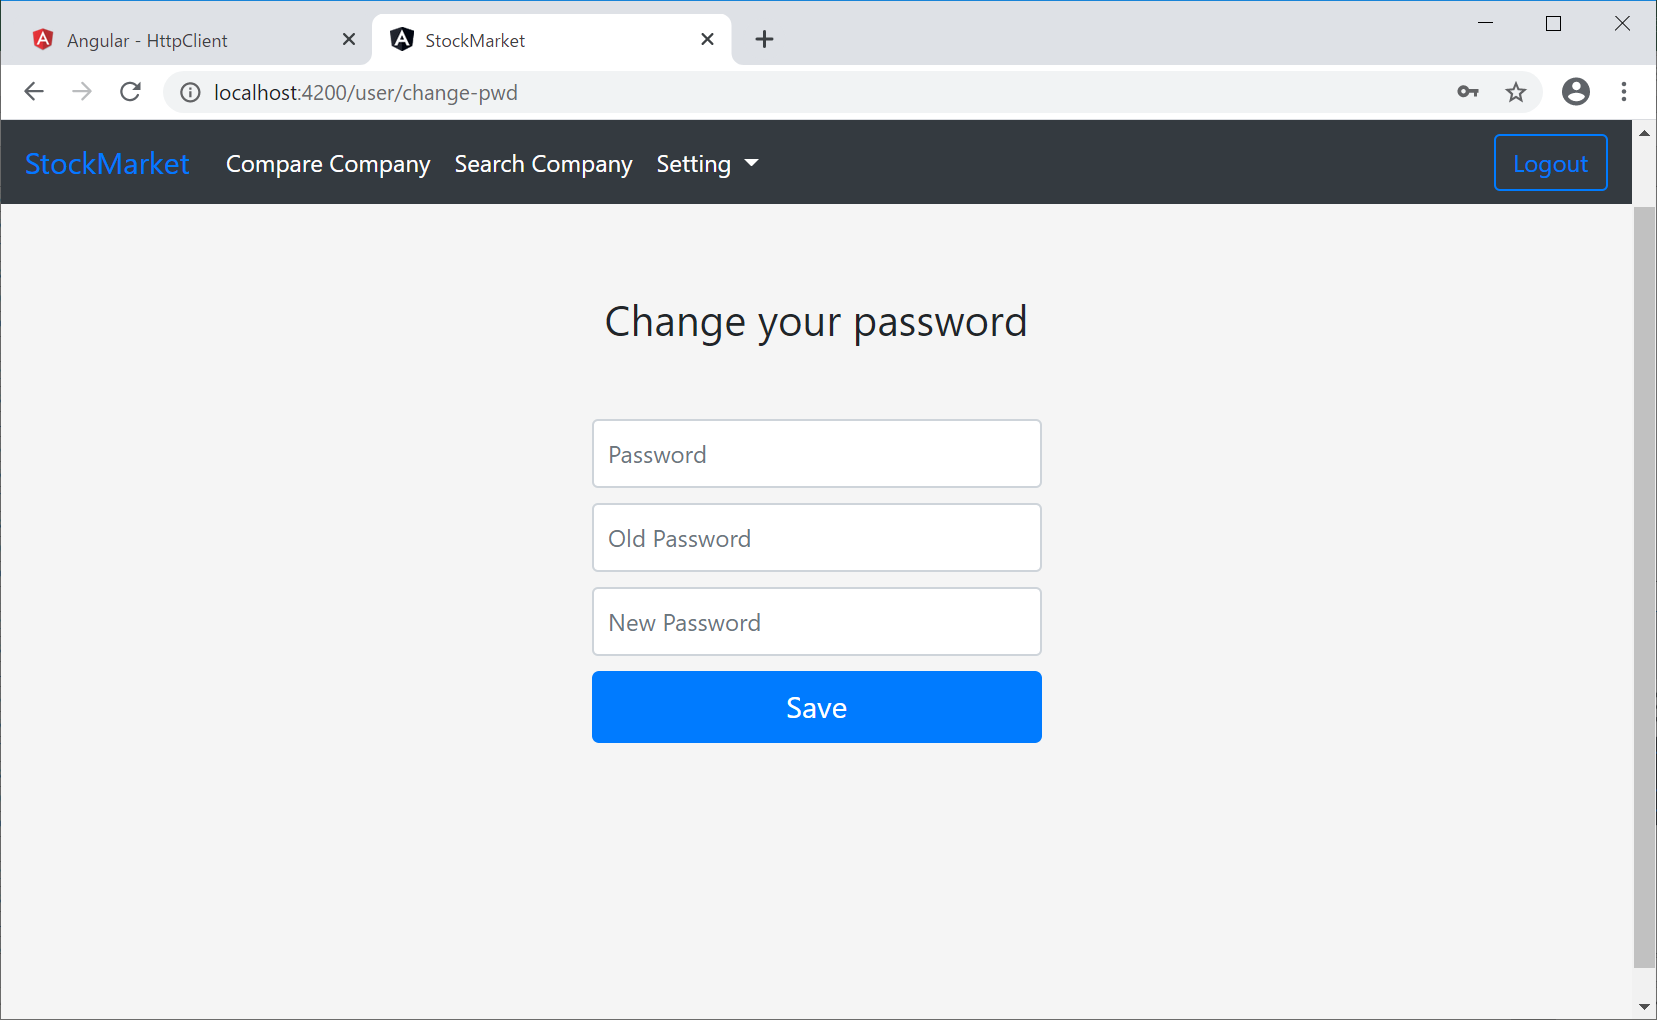 Angular - HttpClient
StockMarket
localhost:4200/user/change-pwd
StockMarket Compare Company Search Company Setting Logout
Change your password
Password
Old Password
New Password
Save